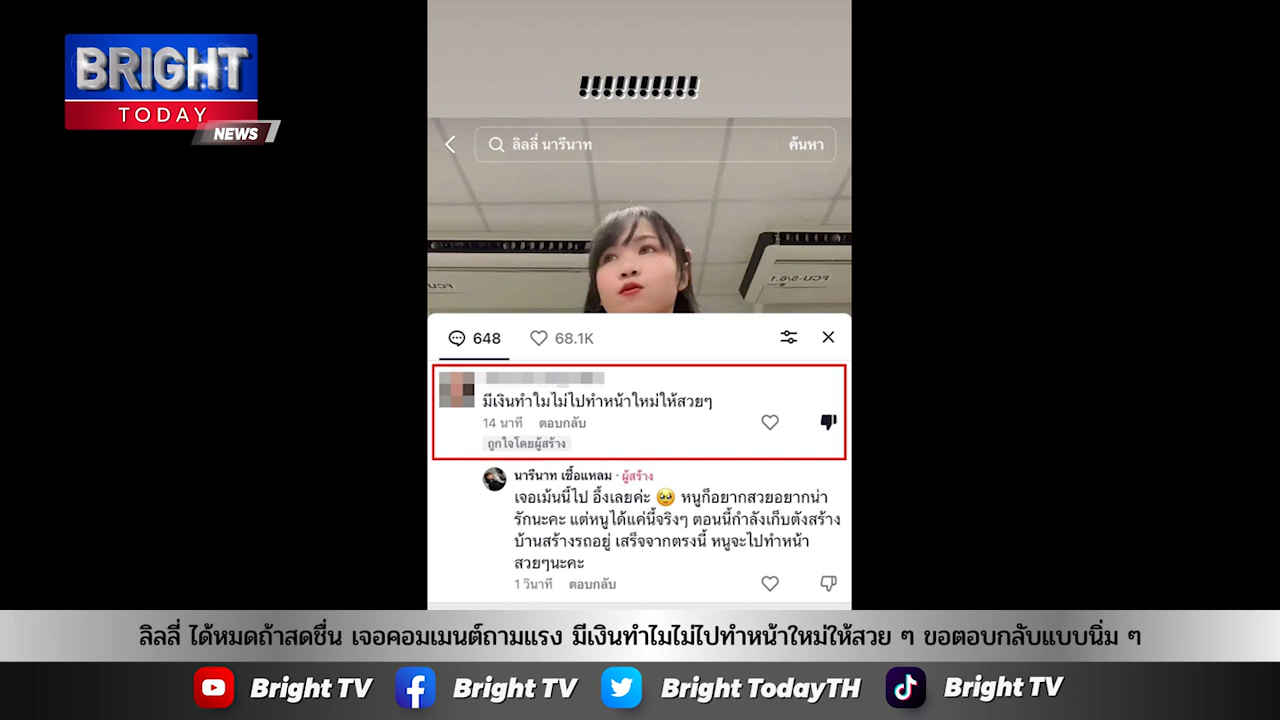 BRIGHT
TODAY
NEWS
!!!!!!!!!!
ลิลลี่ นารีนาท
ค้นหา
FCU-5/6.1
648
68.1K
มีเงินทำใมไม่ไปทำหน้าใหม่ให้สวยๆ
14 นาที ตอบกลับ
ถูกใจโดยผู้สร้าง
นารีนาท เชื้อแหลม · ผู้สร้าง
เจอเม้นนี้ไป อึ้งเลยค่ะ 🥹 หนูก็อยากสวยอยากน่า
รักนะคะ แต่หนูได้แค่นี้จริงๆ ตอนนี้กำลังเก็บตังสร้าง
บ้านสร้างรถอยู่ เสร็จจากตรงนี้ หนูจะไปทำหน้า
สวยๆนะคะ
1 วินาที ตอบกลับ
ลิลลี่ ได้หมดถ้าสดชื่น เจอคอมเมนต์ถามแรง มีเงินทำไมไม่ไปทำหน้าใหม่ให้สวย ๆ ขอตอบกลับแบบนิ่ม ๆ
Bright TV Bright TV Bright TodayTH Bright TV